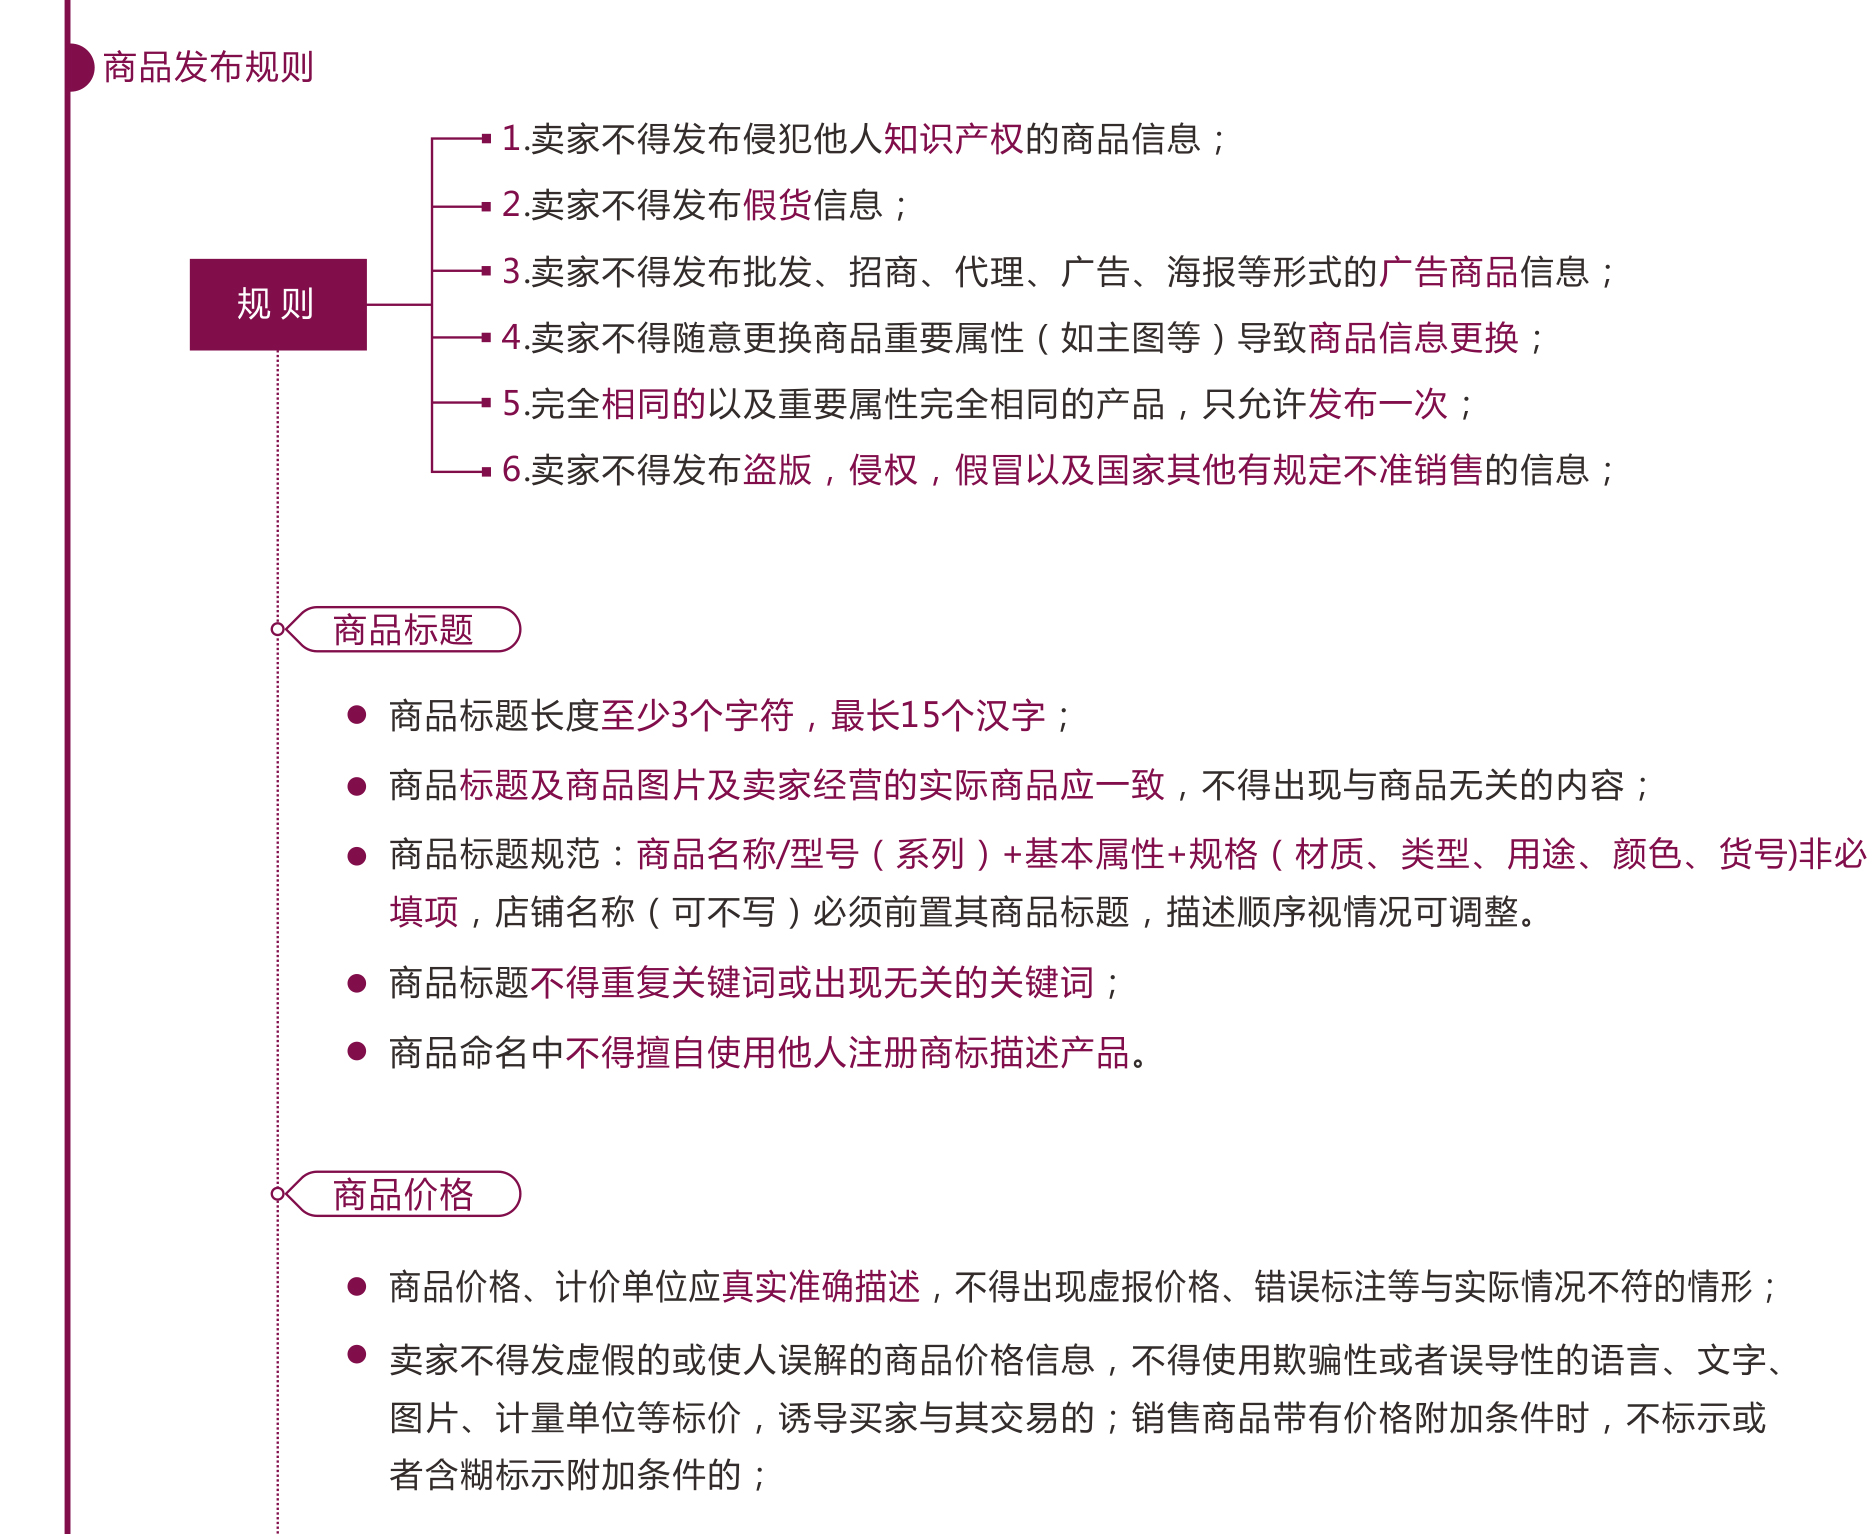 商品发布规则
1.卖家不得发布侵犯他人知识产权的商品信息；
2.卖家不得发布假货信息；
3.卖家不得发布批发、招商、代理、广告、海报等形式的广告商品信息；
规 则
4.卖家不得随意更换商品重要属性（如主图等）导致商品信息更换；
5.完全相同的以及重要属性完全相同的产品，只允许发布一次；
6.卖家不得发布盗版，侵权，假冒以及国家其他有规定不准销售的信息；
商品标题
商品标题长度至少3个字符，最长15个汉字；
商品标题及商品图片及卖家经营的实际商品应一致，不得出现与商品无关的内容；
商品标题规范：商品名称/型号（系列）+基本属性+规格（材质、类型、用途、颜色、货号)非必
填项，店铺名称（可不写）必须前置其商品标题，描述顺序视情况可调整。
商品标题不得重复关键词或出现无关的关键词；
商品命名中不得擅自使用他人注册商标描述产品。
商品价格
商品价格、计价单位应真实准确描述，不得出现虚报价格、错误标注等与实际情况不符的情形；
卖家不得发虚假的或使人误解的商品价格信息，不得使用欺骗性或者误导性的语言、文字、
图片、计量单位等标价，诱导买家与其交易的；销售商品带有价格附加条件时，不标示或
者含糊标示附加条件的；